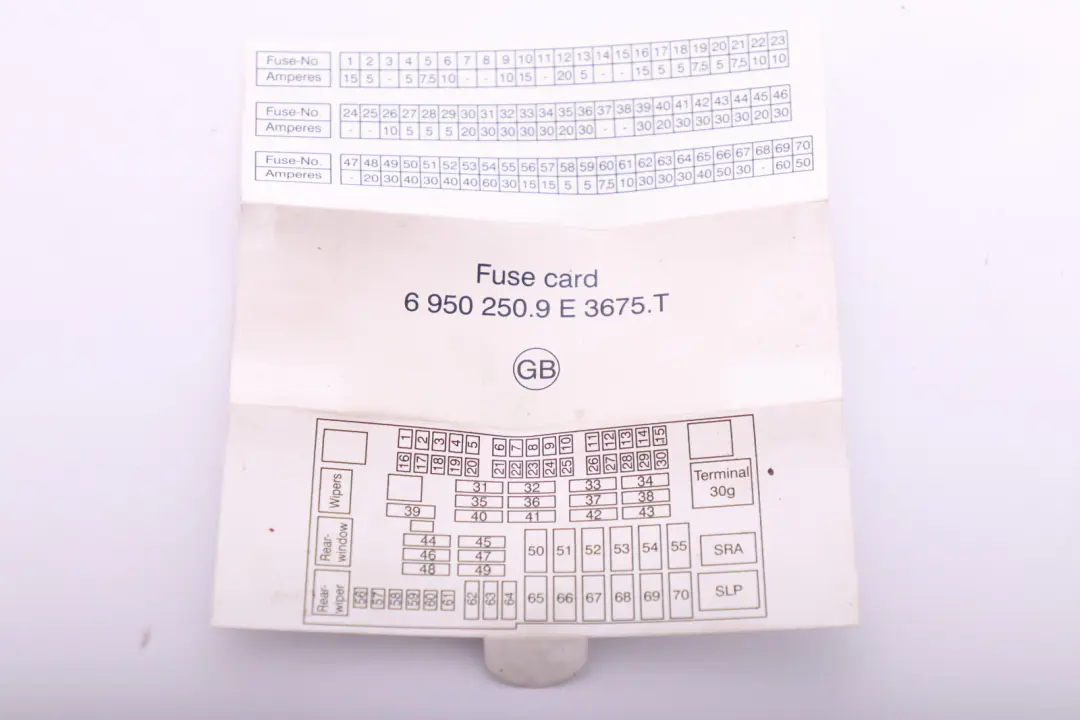 Fuse-No 1 2 3 4 5 6 7 8 9 10 11 12 13 14 15 16 17 18 19 20 21 22 23
Amperes 15 5 - 5 7,5 10 - - 10 15 - 20 5 - - 15 5 5 7,5 5 7,5 10 10
Fuse-No. 24 25 26 27 28 29 30 31 32 33 34 35 36 37 38 39 40 41 42 43 44 45 46
Amperes - - 10 5 5 5 20 30 30 30 30 20 30 - - 30 20 30 30 30 30 20 30
Fuse-No. 47 48 49 50 51 52 53 54 55 56 57 58 59 60 61 62 63 64 65 66 67 68 69 70
Amperes - 20 30 40 30 40 40 60 30 15 15 5 5 7,5 10 30 30 30 40 50 30 - 60 50
Fuse card
6 950 250.9 E 3675.T
GB
1 2 3 4 5 6 7 8 9 10 11 12 13 14 15
16 17 18 19 20 21 22 23 24 25 26 27 28 29 30
Terminal
30g
Wipers
31 32 33 34
35 36 37 38
39 40 41 42 43
Rear-
window
44 45
46 47
48 49
50 51 52 53 54 55
SRA
Rear-
wiper
56 57 58 59 60 61 62 63 64 65 66 67 68 69 70
SLP